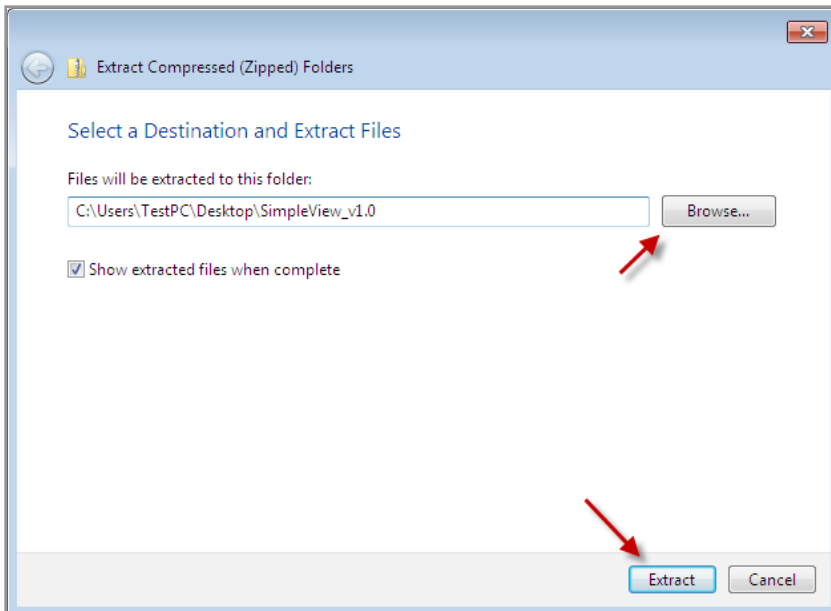 Extract Compressed (Zipped) Folders
Select a Destination and Extract Files
Files will be extracted to this folder:
C:\Users\TestPC\Desktop\SimpleView_v1.0
Browse...
Show extracted files when complete
Extract
Cancel